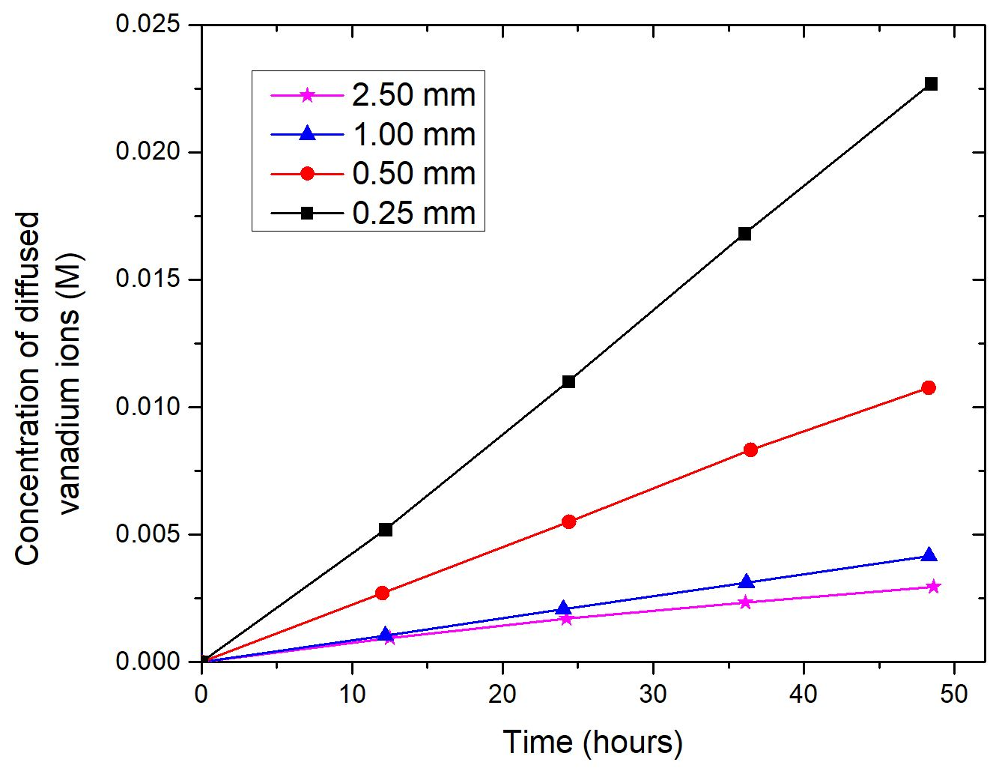 0.025
0.020
0.015
0.010
0.005
0.000
Concentration of diffused
vanadium ions (M)
2.50 mm
1.00 mm
0.50 mm
0.25 mm
0 10 20 30 40 50
Time (hours)